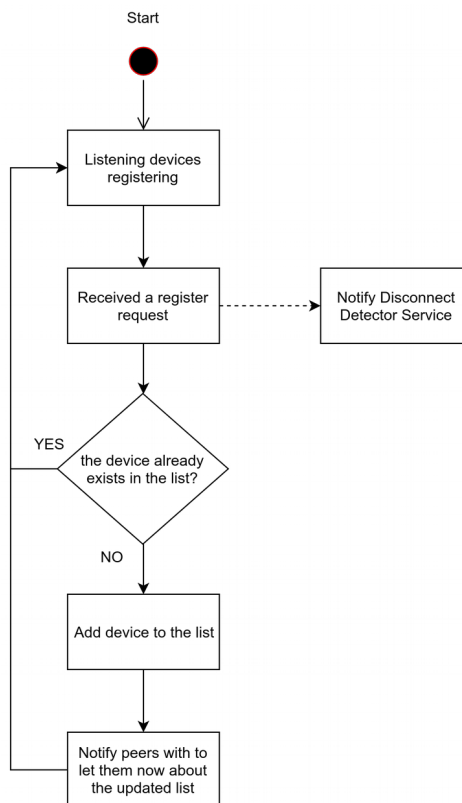 Start
Listening devices
registering
Received a register
request
Notify Disconnect
Detector Service
YES
the device already
exists in the list?
NO
Add device to the list
Notify peers with to
let them now about
the updated list